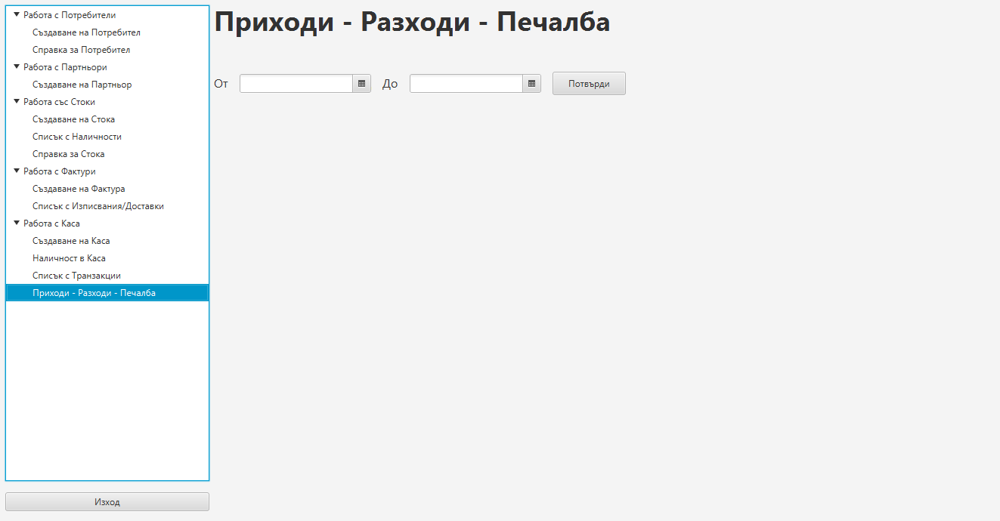 Работа с Потребители
Създаване на Потребител
Справка за Потребител
Работа с Партньори
Създаване на Партньор
Работа със Стоки
Създаване на Стока
Списък с Наличности
Справка за Стока
Работа с Фактури
Създаване на Фактура
Списък с Изписвания/Доставки
Работа с Каса
Създаване на Каса
Наличност в Каса
Списък с Транзакции
Приходи - Разходи - Печалба
Изход
Приходи - Разходи - Печалба
От До Потвърди